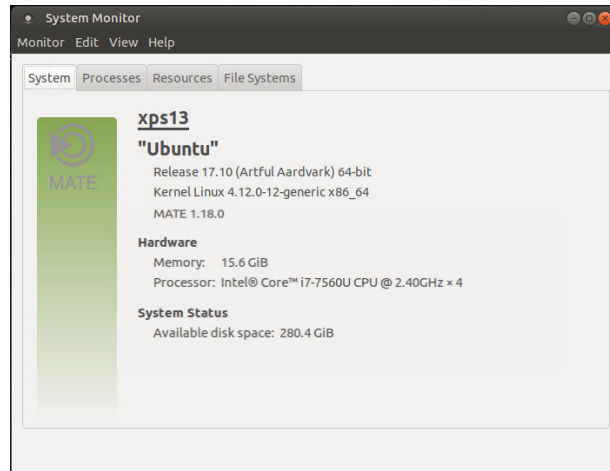 System Monitor
Monitor Edit View Help
System Processes Resources File Systems
MATE
xps13
"Ubuntu"
Release 17.10 (Artful Aardvark) 64-bit
Kernel Linux 4.12.0-12-generic x86_64
MATE 1.18.0
Hardware
Memory: 15.6 GiB
Processor: Intel® Core™ i7-7560U CPU @ 2.40GHz × 4
System Status
Available disk space: 280.4 GiB